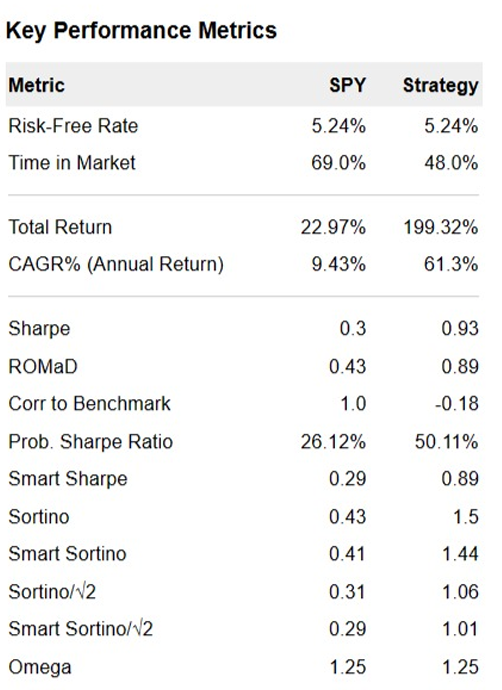 Key Performance Metrics
Metric SPY Strategy
Risk-Free Rate 5.24% 5.24%
Time in Market 69.0% 48.0%
Total Return 22.97% 199.32%
CAGR% (Annual Return) 9.43% 61.3%
Sharpe 0.3 0.93
ROMaD 0.43 0.89
Corr to Benchmark 1.0 -0.18
Prob. Sharpe Ratio 26.12% 50.11%
Smart Sharpe 0.29 0.89
Sortino 0.43 1.5
Smart Sortino 0.41 1.44
Sortino/√2 0.31 1.06
Smart Sortino/√2 0.29 1.01
Omega 1.25 1.25